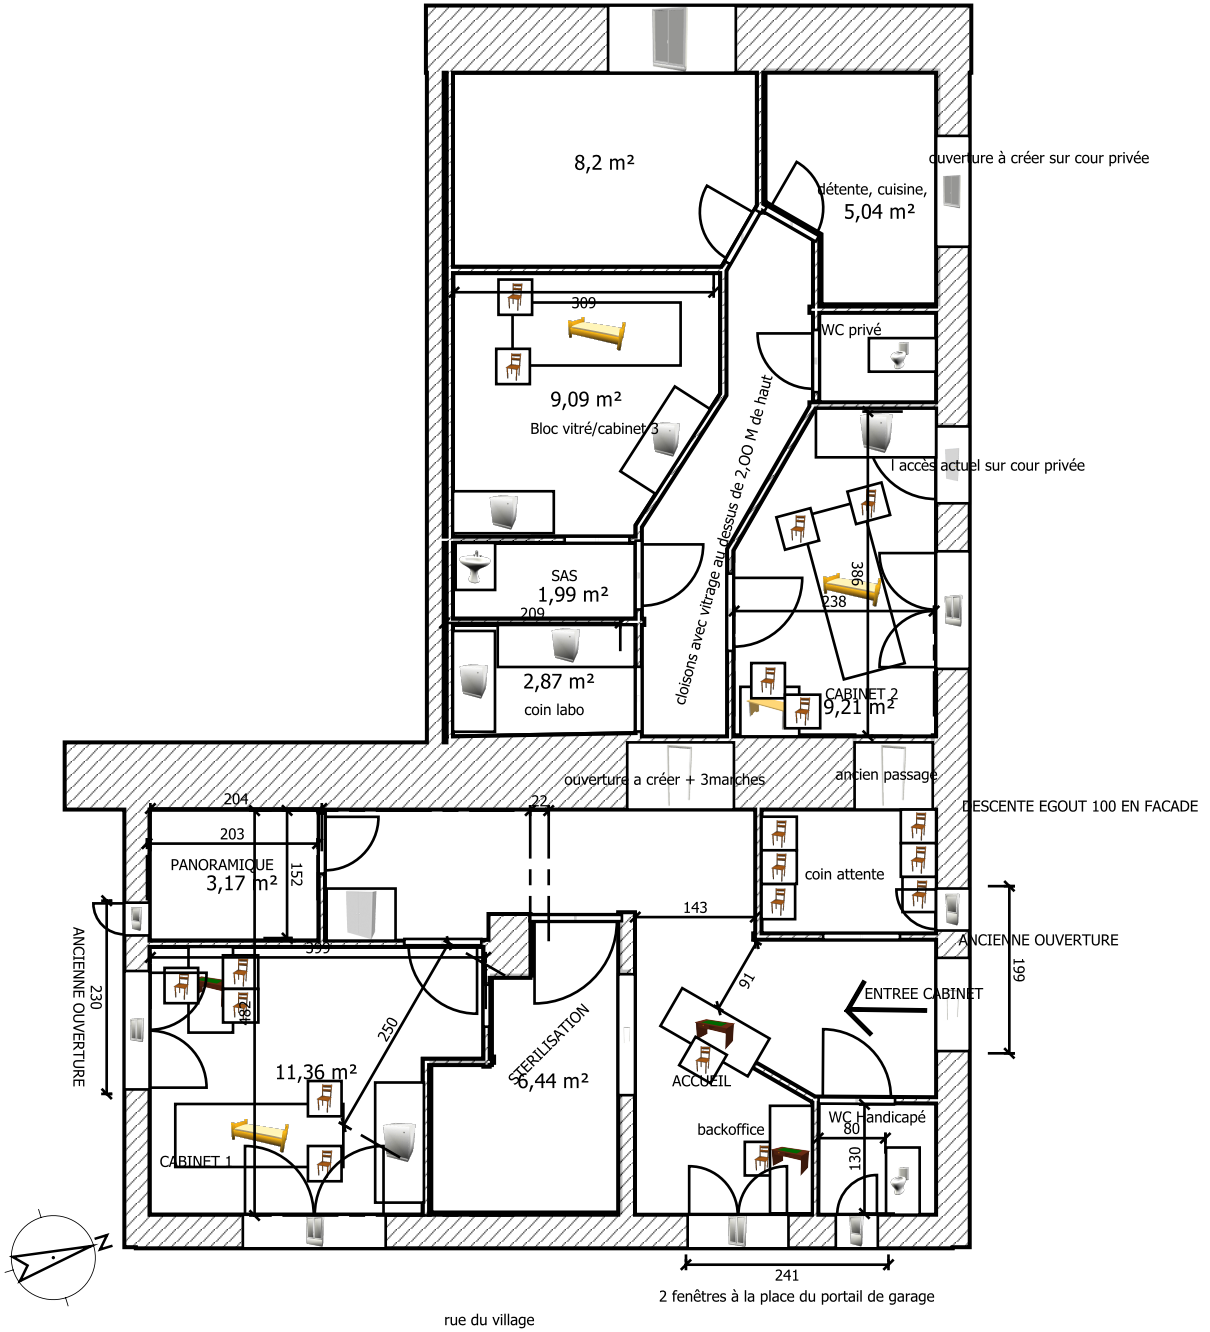 ouverture à créer sur cour privée
8,2 m²
détente, cuisine,
5,04 m²
309
WC privé
9,09 m²
Bloc vitré/cabinet 3
cloisons avec vitrage au dessus de 2,OO M de haut
l accès actuel sur cour privée
SAS
1,99 m²
386
238
209
2,87 m²
coin labo
CABINET 2
9,21 m²
ouverture a créer + 3marches
ancien passage
204
22
DESCENTE EGOUT 100 EN FACADE
203
PANORAMIQUE
3,17 m²
152
coin attente
143
ANCIENNE OUVERTURE
399
ANCIENNE OUVERTURE
230
199
91
ENTREE CABINET
482
250
STERILISATION
6,44 m²
11,36 m²
ACCUEIL
WC Handicapé
backoffice
80
130
CABINET 1
N
241
2 fenêtres à la place du portail de garage
rue du village